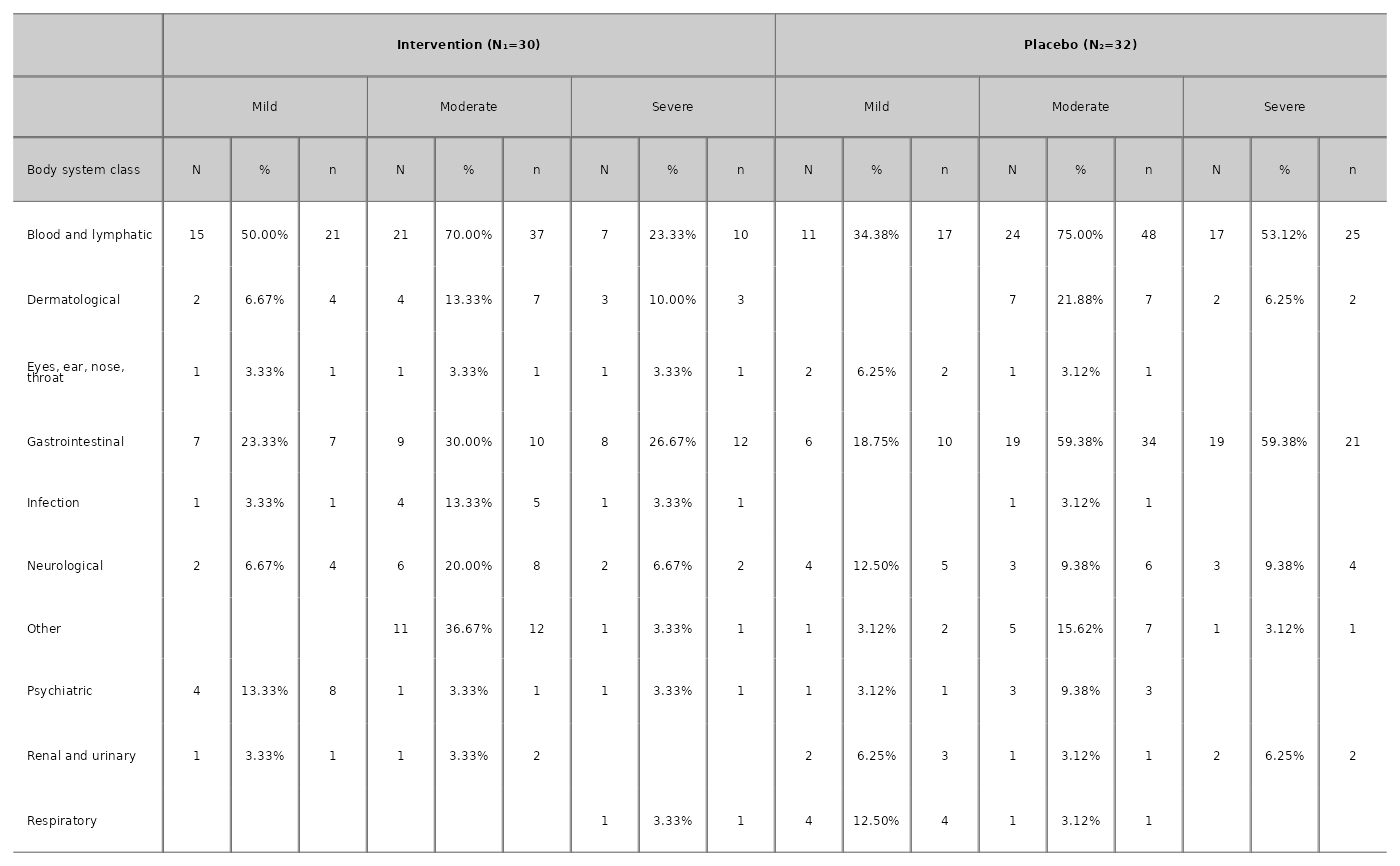 Intervention (N₁=30) Placebo (N₂=32)
Mild Moderate Severe Mild Moderate Severe
Body system class N % n N % n N % n N % n N % n N % n
Blood and lymphatic 15 50.00% 21 21 70.00% 37 7 23.33% 10 11 34.38% 17 24 75.00% 48 17 53.12% 25
Dermatological 2 6.67% 4 4 13.33% 7 3 10.00% 3 7 21.88% 7 2 6.25% 2
Eyes, ear, nose,
throat 1 3.33% 1 1 3.33% 1 1 3.33% 1 2 6.25% 2 1 3.12% 1
Gastrointestinal 7 23.33% 7 9 30.00% 10 8 26.67% 12 6 18.75% 10 19 59.38% 34 19 59.38% 21
Infection 1 3.33% 1 4 13.33% 5 1 3.33% 1 1 3.12% 1
Neurological 2 6.67% 4 6 20.00% 8 2 6.67% 2 4 12.50% 5 3 9.38% 6 3 9.38% 4
Other 11 36.67% 12 1 3.33% 1 1 3.12% 2 5 15.62% 7 1 3.12% 1
Psychiatric 4 13.33% 8 1 3.33% 1 1 3.33% 1 1 3.12% 1 3 9.38% 3
Renal and urinary 1 3.33% 1 1 3.33% 2 2 6.25% 3 1 3.12% 1 2 6.25% 2
Respiratory 1 3.33% 1 4 12.50% 4 1 3.12% 1